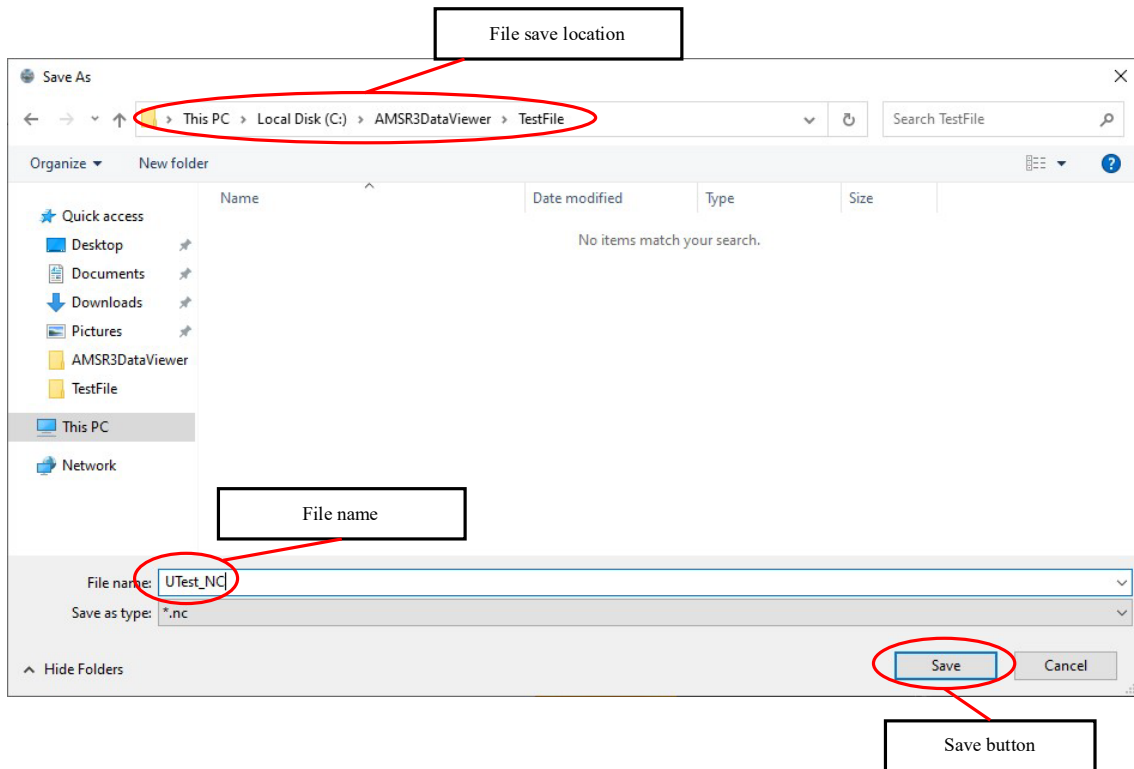 File save location
Save As
This PC > Local Disk (C:) > AMSR3DataViewer > TestFile
Search TestFile
Organize
New folder
Name
Date modified
Type
Size
No items match your search.
Quick access
Desktop
Documents
Downloads
Pictures
AMSR3DataViewer
TestFile
This PC
Network
File name
File name: UTest_NC
Save as type: *.nc
Hide Folders
Save
Cancel
Save button